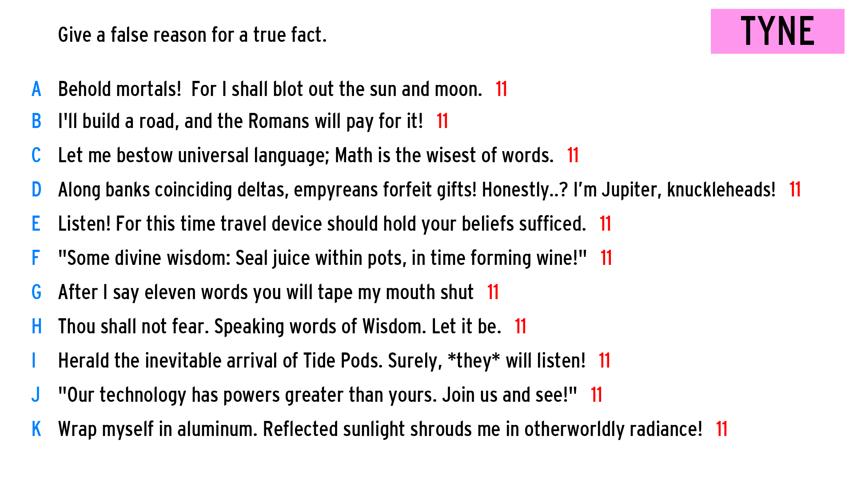 Give a false reason for a true fact.
TYNE
A Behold mortals! For I shall blot out the sun and moon. 11
B I'll build a road, and the Romans will pay for it! 11
C Let me bestow universal language; Math is the wisest of words. 11
D Along banks coinciding deltas, empyreans forfeit gifts! Honestly..? I'm Jupiter, knuckleheads! 11
E Listen! For this time travel device should hold your beliefs sufficed. 11
F "Some divine wisdom: Seal juice within pots, in time forming wine!" 11
G After I say eleven words you will tape my mouth shut 11
H Thou shall not fear. Speaking words of Wisdom. Let it be. 11
I Herald the inevitable arrival of Tide Pods. Surely, *they* will listen! 11
J "Our technology has powers greater than yours. Join us and see!" 11
K Wrap myself in aluminum. Reflected sunlight shrouds me in otherworldly radiance! 11